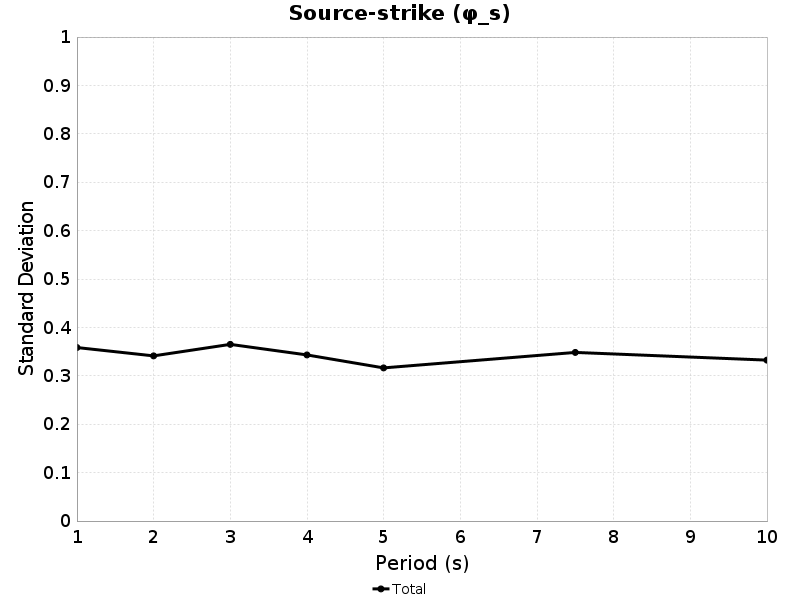 Source-strike (φ_s)
1
0.9
0.8
0.7
0.6
0.5
0.4
0.3
0.2
0.1
0
Standard Deviation
1 2 3 4 5 6 7 8 9 10
Period (s)
Total